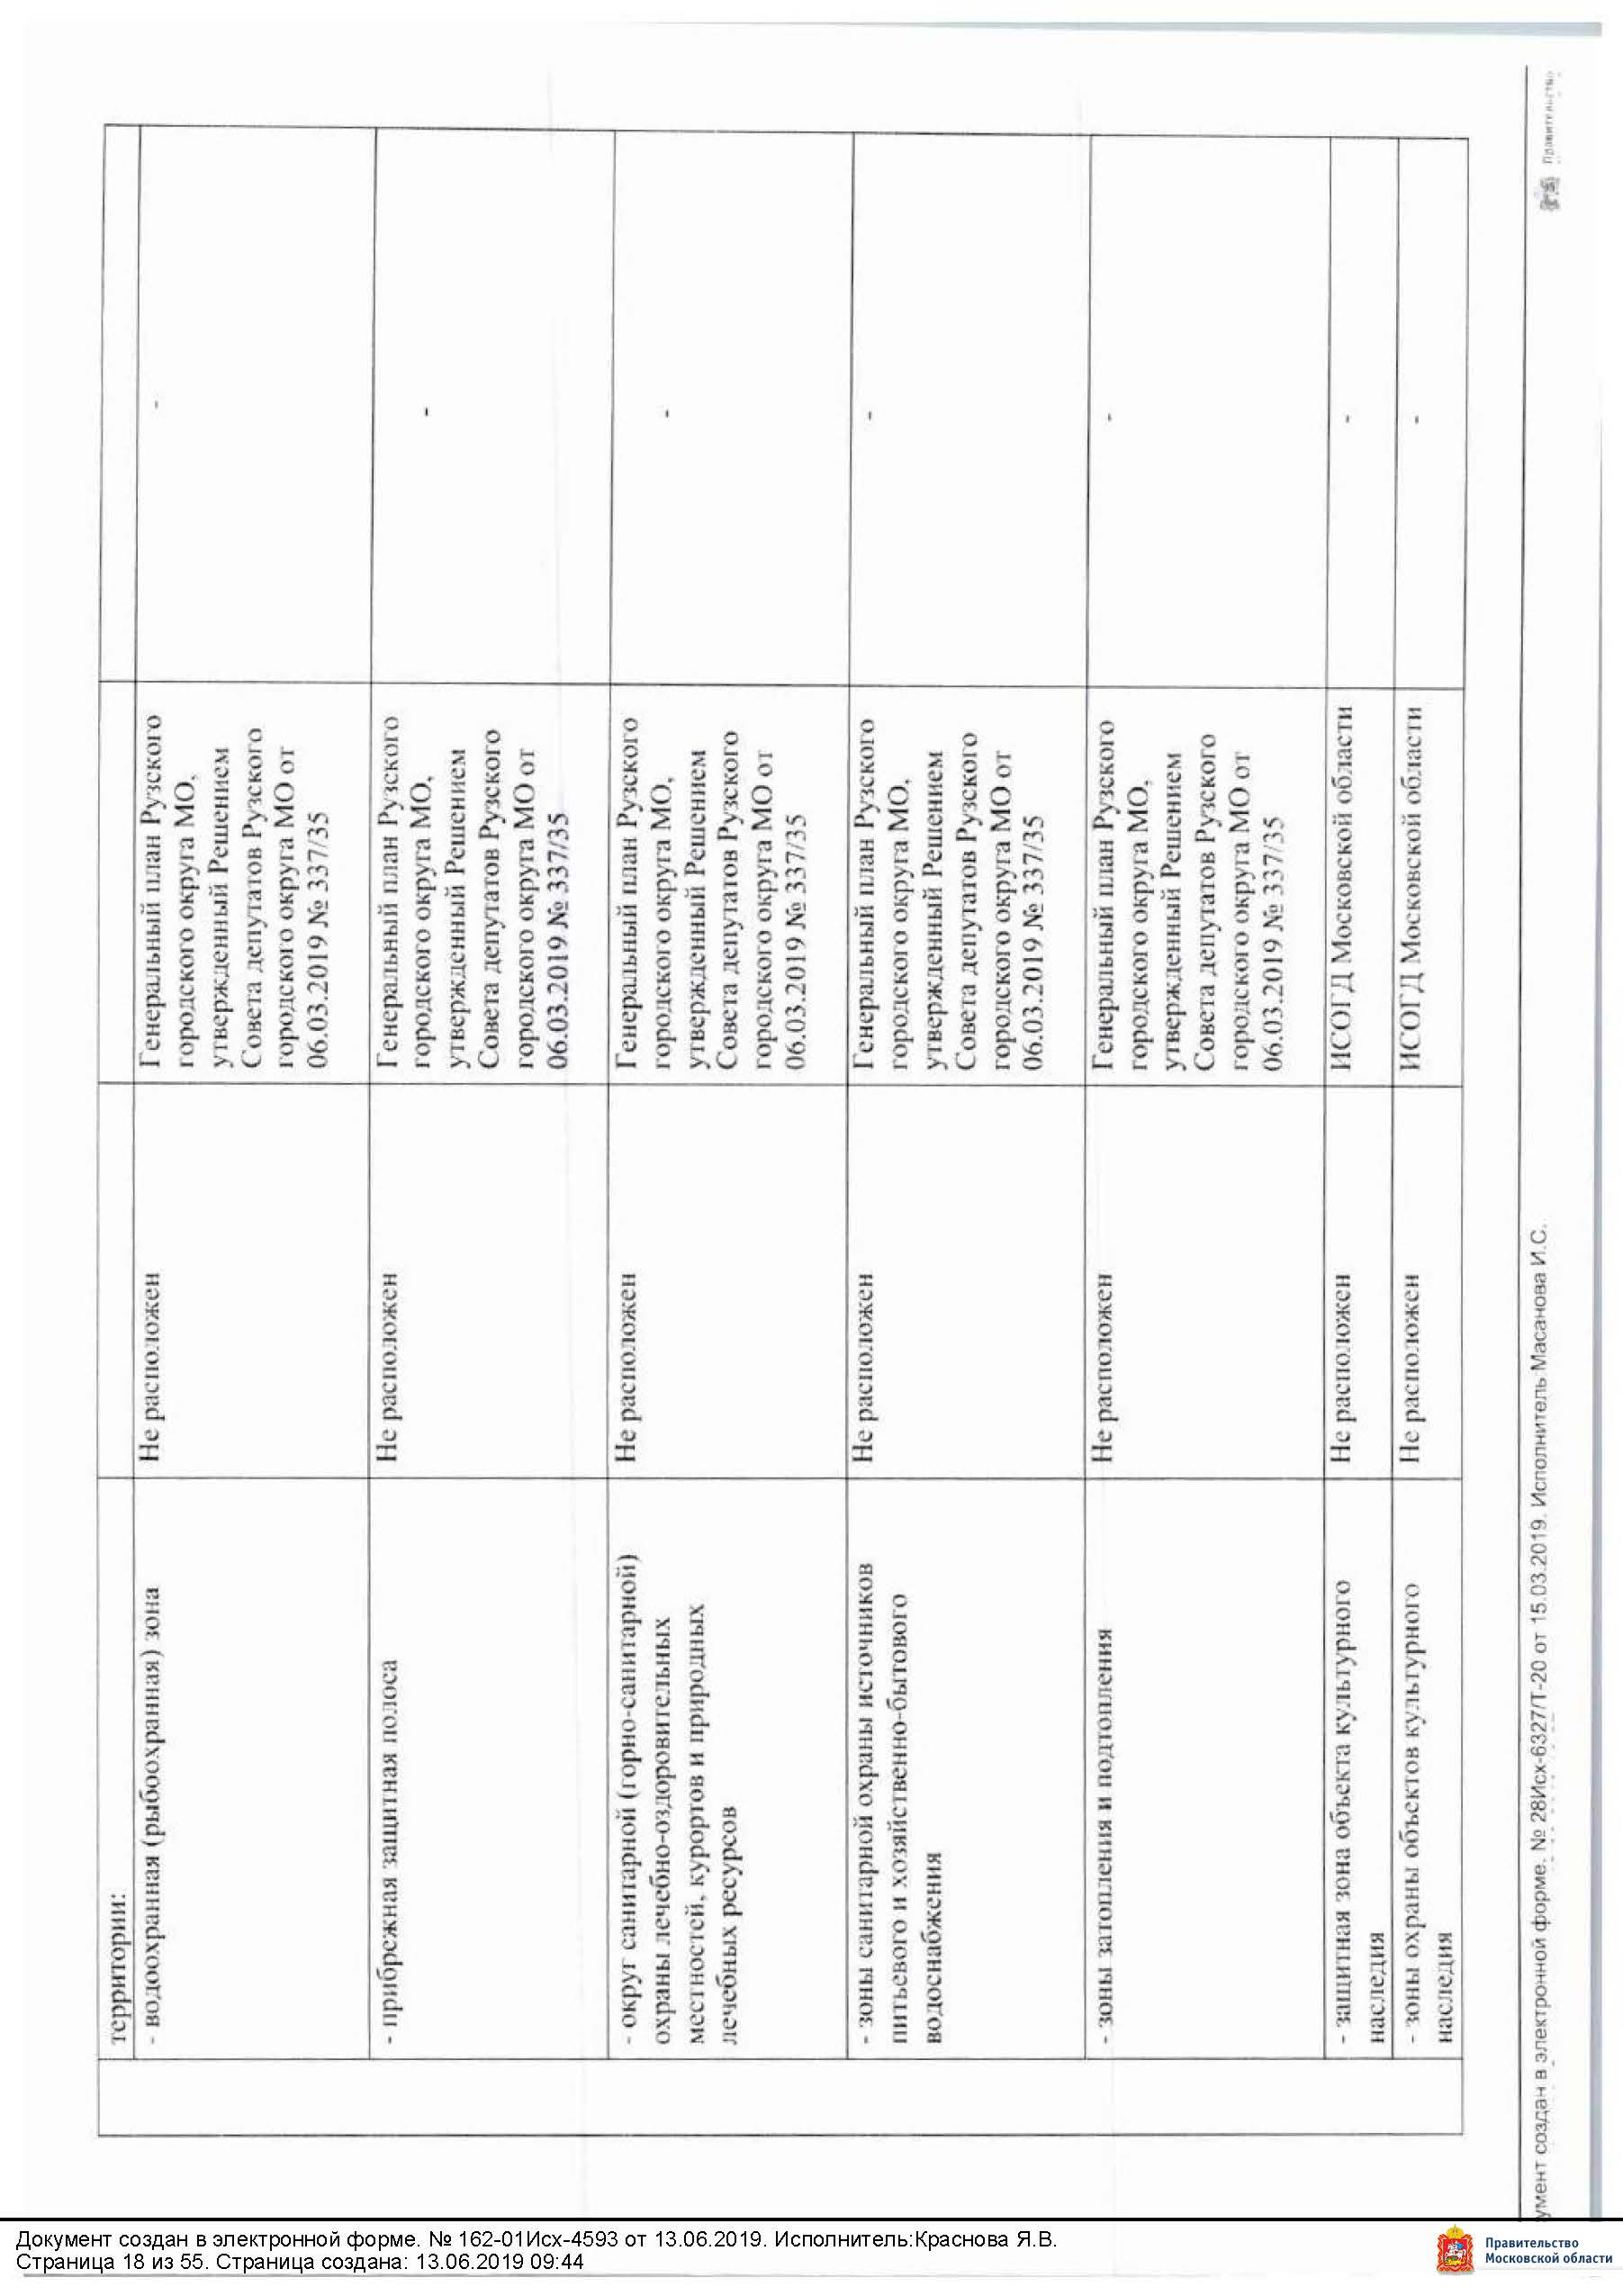 территории:
- водоохранная (рыбоохранная) зона
Не расположен
Генеральный план Рузского
городского округа МО,
утвержденный Решением
Совета депутатов Рузского
городского округа МО от
06.03.2019 № 337/35
-
- прибрежная защитная полоса
Не расположен
Генеральный план Рузского
городского округа МО,
утвержденный Решением
Совета депутатов Рузского
городского округа МО от
06.03.2019 № 337/35
-
- округ санитарной (горно-санитарной)
охраны лечебно-оздоровительных
местностей, курортов и природных
лечебных ресурсов
Не расположен
Генеральный план Рузского
городского округа МО,
утвержденный Решением
Совета депутатов Рузского
городского округа МО от
06.03.2019 № 337/35
-
- зоны санитарной охраны источников
питьевого и хозяйственно-бытового
водоснабжения
Не расположен
Генеральный план Рузского
городского округа МО,
утвержденный Решением
Совета депутатов Рузского
городского округа МО от
06.03.2019 № 337/35
-
- зоны затопления и подтопления
Не расположен
Генеральный план Рузского
городского округа МО,
утвержденный Решением
Совета депутатов Рузского
городского округа МО от
06.03.2019 № 337/35
-
- защитная зона объекта культурного
наследия
Не расположен
ИСОГД Московской области
-
- зоны охраны объектов культурного
наследия
Не расположен
ИСОГД Московской области
-
умент создан в электронной форме. № 28Исх-6327/Т-20 от 15.03.2019. Исполнитель:Масанова И.С.
Правительство
Документ создан в электронной форме. № 162-01Исх-4593 от 13.06.2019. Исполнитель:Краснова Я.В.
Страница 18 из 55. Страница создана: 13.06.2019 09:44
Правительство
Московской области